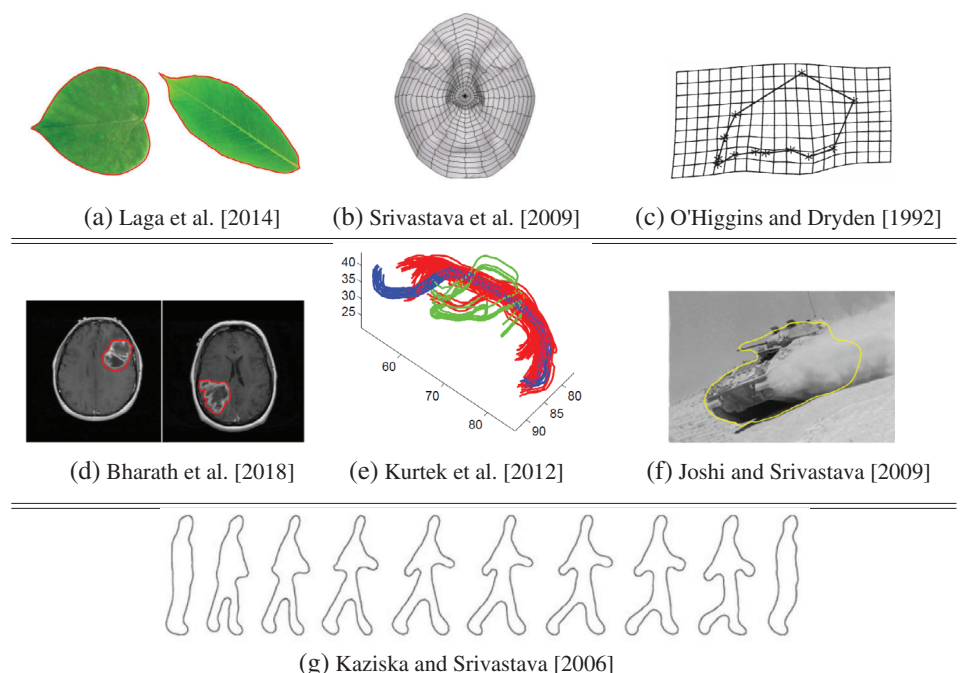 (a) Laga et al. [2014]
(b) Srivastava et al. [2009]
(c) O'Higgins and Dryden [1992]
40
35
30
25
60
70
80
80
85
90
(d) Bharath et al. [2018]
(e) Kurtek et al. [2012]
(f) Joshi and Srivastava [2009]
(g) Kaziska and Srivastava [2006]